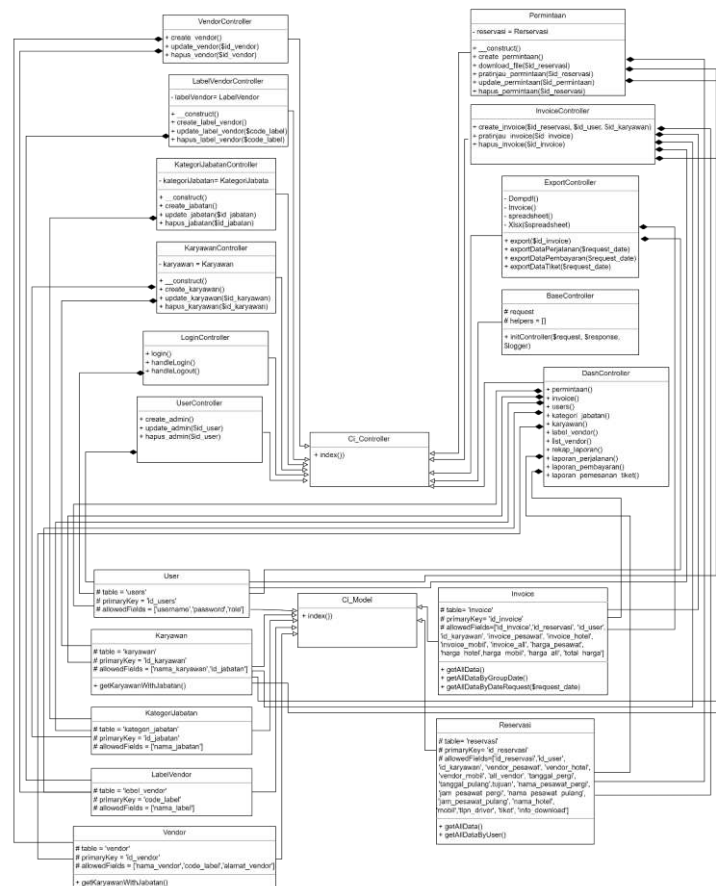 VendorController
+ create_vendor()
+ update_vendor($id_vendor)
+ hapus_vendor($id_vendor)
LabelVendorController
- labelVendor= LabelVendor
+ __construct()
+ create_label_vendor()
+ update_label_vendor($code_label)
+ hapus_label_vendor($code_label)
KategoriJabatanController
- kategoriJabatan= KategoriJabata
+ __construct()
+ create_jabatan()
+ update_jabatan($id_jabatan)
+ hapus_jabatan($id_jabatan)
KaryawanController
- karyawan = Karyawan
+ __construct()
+ create_karyawan()
+ update_karyawan($id_karyawan)
+ hapus_karyawan($id_karyawan)
LoginController
+ login()
+ handleLogin()
+ handleLogout()
UserController
+ create_admin()
+ update_admin($id_user)
+ hapus_admin($id_user)
Permintaan
- reservasi = Rerservasi
+ __construct()
+ create_permintaan()
+ download_file($id_reservasi)
+ pratinjau_permintaan($id_reservasi)
+ update_permintaan($id_permintaan)
+ hapus_permintaan($id_reservasi)
InvoiceController
+ create_invoice($id_reservasi, $id_user, $id_karyawan)
+ pratinjau_invoice($id_invoice)
+ hapus_invoice($id_invoice)
ExportController
- Dompdf()
- Invoice()
- spreadsheet()
- Xlsx($spreadsheet)
+ export($id_invoice)
+ exportDataPerjalanan($request_date)
+ exportDataPembayaran($request_date)
+ exportDataTiket($request_date)
BaseController
# request
# helpers = []
+ initController($request, $response,
$logger)
DashController
+ permintaan()
+ invoice()
+ users()
+ kategori_jabatan()
+ karyawan()
+ label_vendor()
+ list_vendor()
+ rekap_laporan()
+ laporan_perjalanan()
+ laporan_pembayaran()
+ laporan_pemesanan_tiket()
Ci_Controller
+ index())
User
# table = 'users'
# primaryKey = 'id_users'
# allowedFields = ['username','password','role']
Karyawan
# table = 'karyawan'
# primaryKey = 'id_karyawan'
# allowedFields = ['nama_karyawan','id_jabatan']
+ getKaryawanWithJabatan()
KategoriJabatan
# table = 'kategori_jabatan'
# primaryKey = 'id_jabatan'
# allowedFields = ['nama_jabatan']
LabelVendor
# table = 'lebel_vendor'
# primaryKey = 'code_label'
# allowedFields = ['nama_label']
Vendor
# table = 'vendor'
# primaryKey = 'id_vendor'
# allowedFields = ['nama_vendor','code_label','alamat_vendor']
+ getKaryawanWithJabatan()
Ci_Model
+ index())
Invoice
# table= 'invoice'
# primaryKey= 'id_invoice'
# allowedFields=['id_invoice','id_reservasi', 'id_user',
'id_karyawan', 'invoice_pesawat', 'invoice_hotel',
'invoice_mobil', 'invoice_all', 'harga_pesawat',
'harga_hotel','harga_mobil', 'harga_all', 'total_harga']
+ getAllData()
+ getAllDataByGroupDate()
+ getAllDataByDateRequest($request_date)
Reservasi
# table= 'reservasi'
# primaryKey= 'id_reservasi'
# allowedFields=['id_reservasi','id_user',
'id_karyawan', 'vendor_pesawat', 'vendor_hotel',
'vendor_mobil', 'all_vendor', 'tanggal_pergi',
'tanggal_pulang','tujuan', 'nama_pesawat_pergi',
'jam_pesawat_pergi', 'nama_pesawat_pulang',
'jam_pesawat_pulang', 'nama_hotel',
'mobil','tlpn_driver', 'tiket', 'info_download']
+ getAllData()
+ getAllDataByUser()